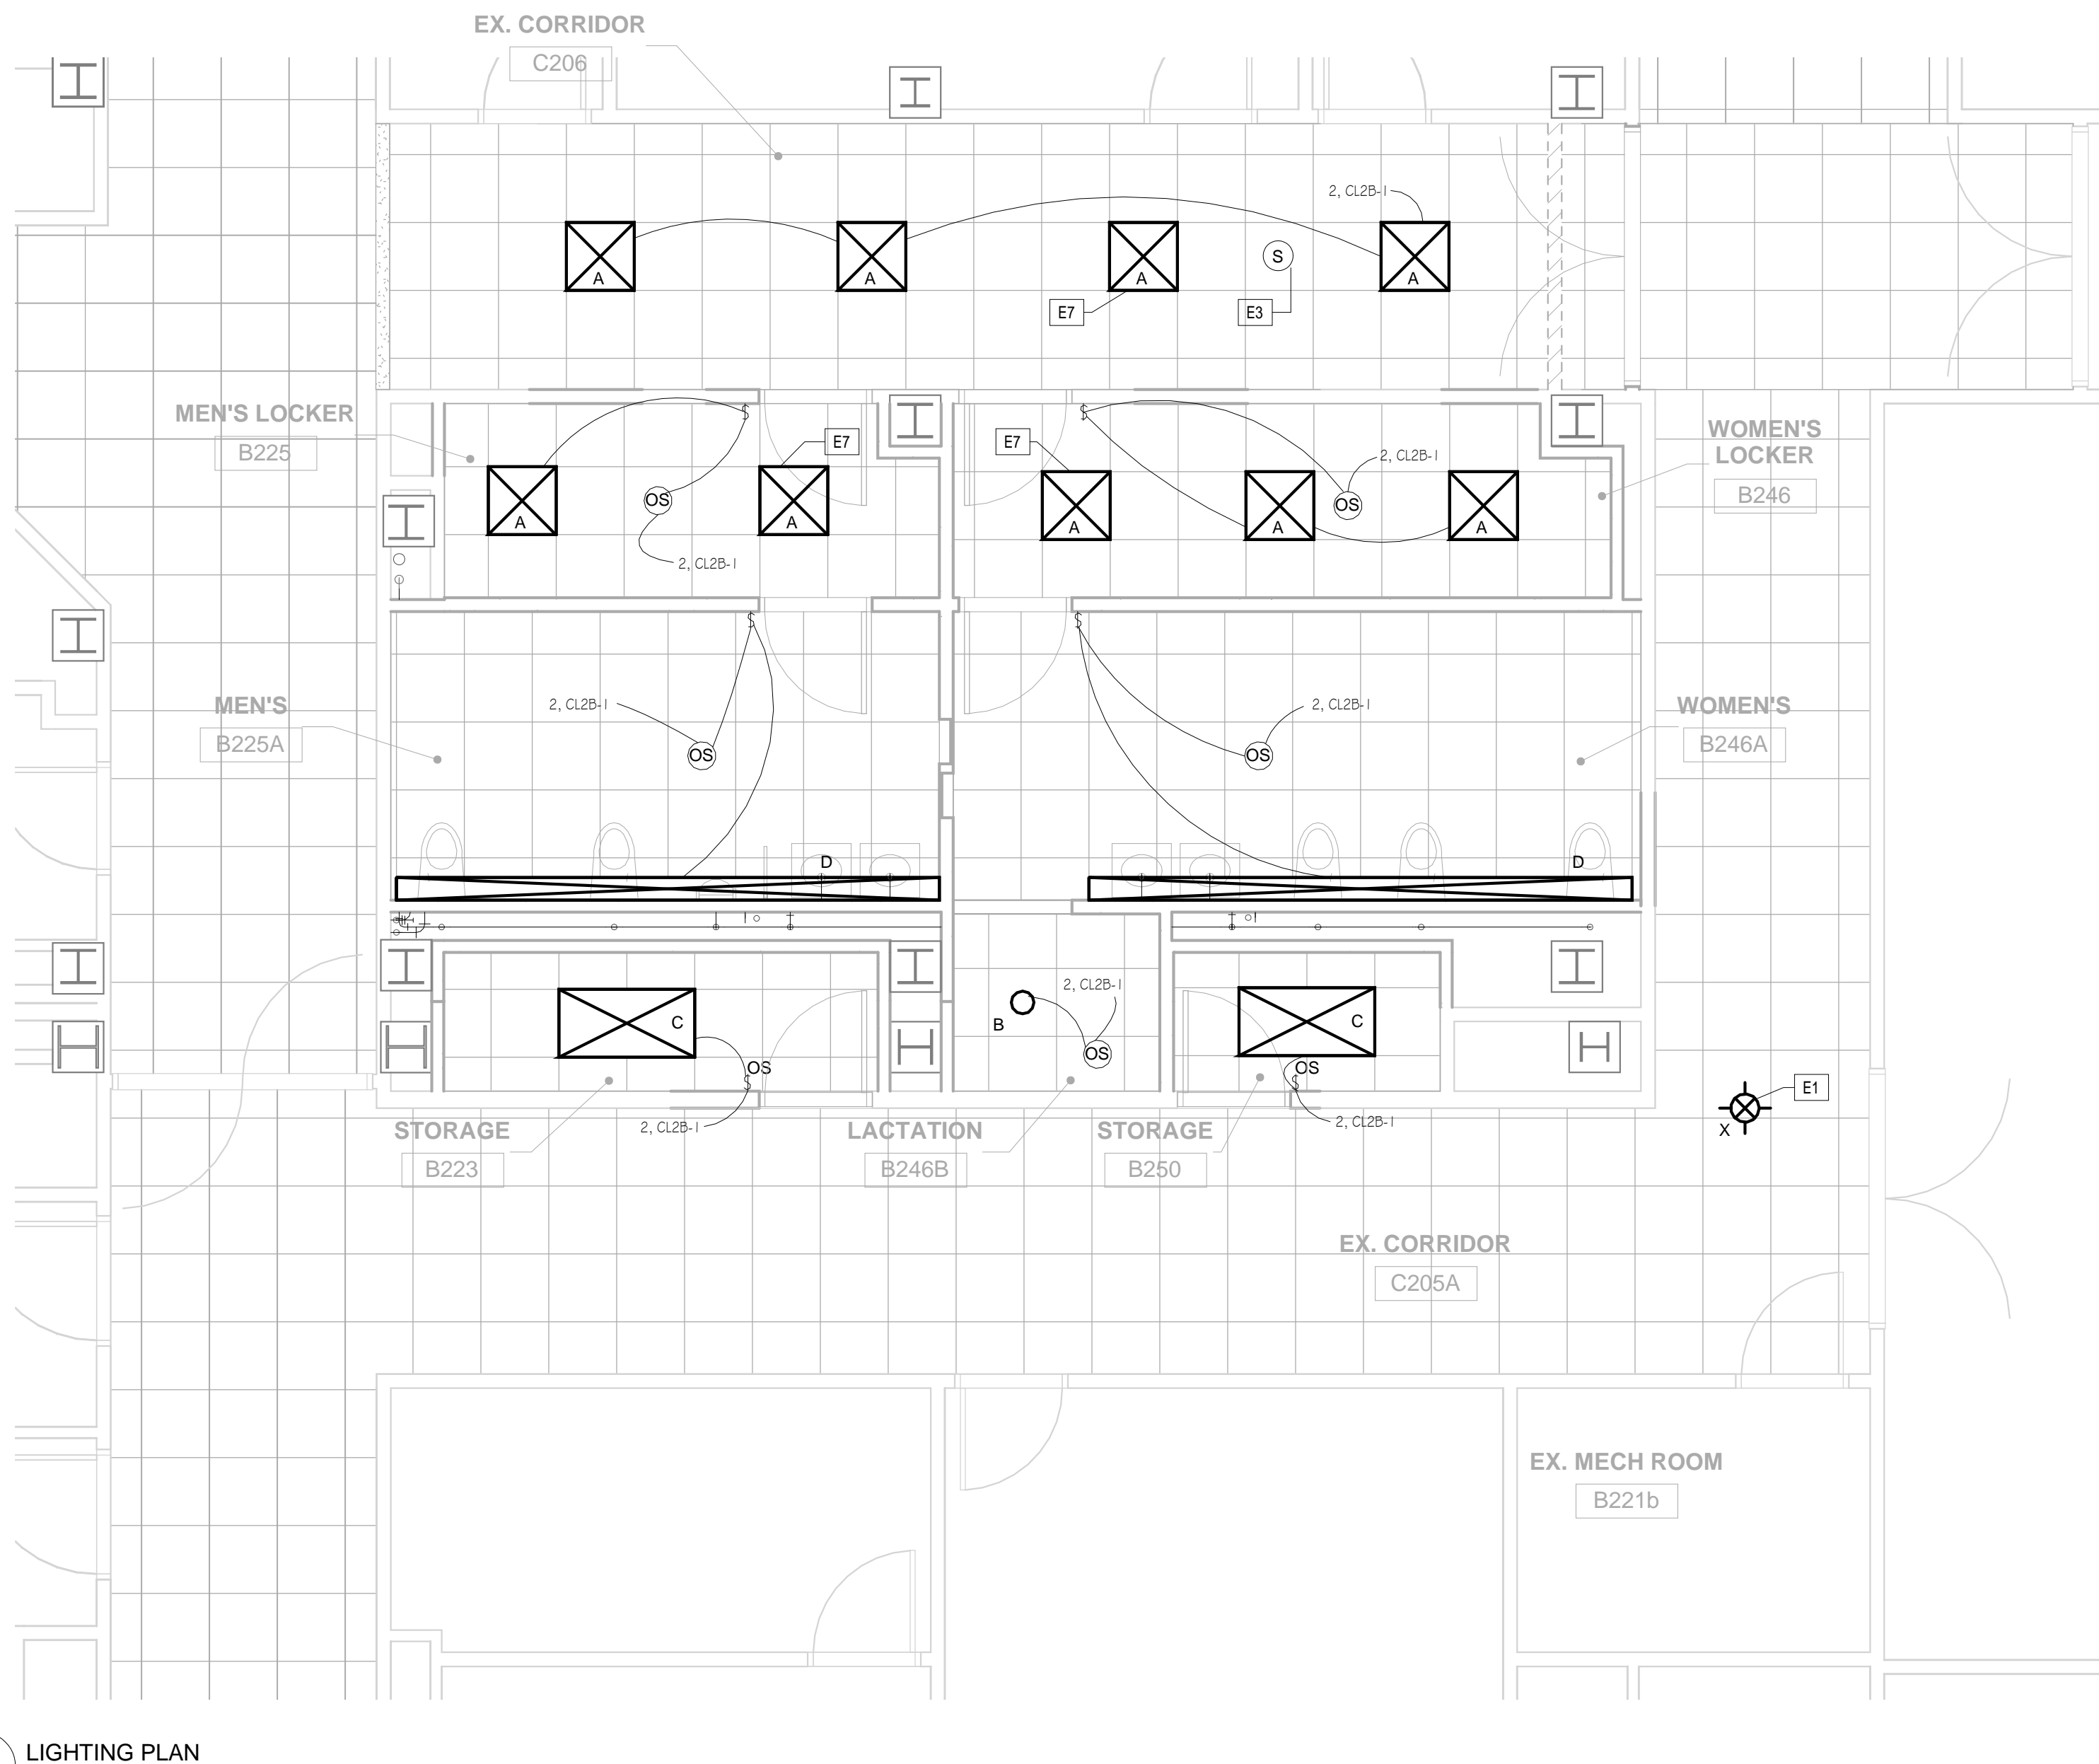 EX. CORRIDOR
C206
2, CL2B-1
A
A
A
A
S
E7
E3
MEN'S LOCKER
B225
$
E7
OS
A
A
2, CL2B-1
$
E7
2, CL2B-1
OS
A
A
A
WOMEN'S
LOCKER
B246
MEN'S
B225A
$
2, CL2B-1
OS
D
$
2, CL2B-1
OS
D
WOMEN'S
B246A
C
OS
$
2, CL2B-1
STORAGE
B223
2, CL2B-1
B
OS
LACTATION
B246B
C
OS
$
2, CL2B-1
STORAGE
B250
E1
X
EX. CORRIDOR
C205A
EX. MECH ROOM
B221b
LIGHTING PLAN